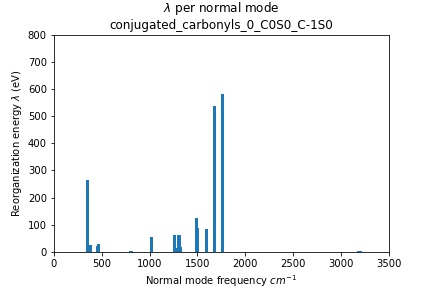 λ per normal mode
conjugated_carbonyls_0_C0S0_C-1S0
800
700
600
500
400
300
200
100
0
Reorganization energy λ (eV)
0 500 1000 1500 2000 2500 3000 3500
Normal mode frequency cm⁻¹